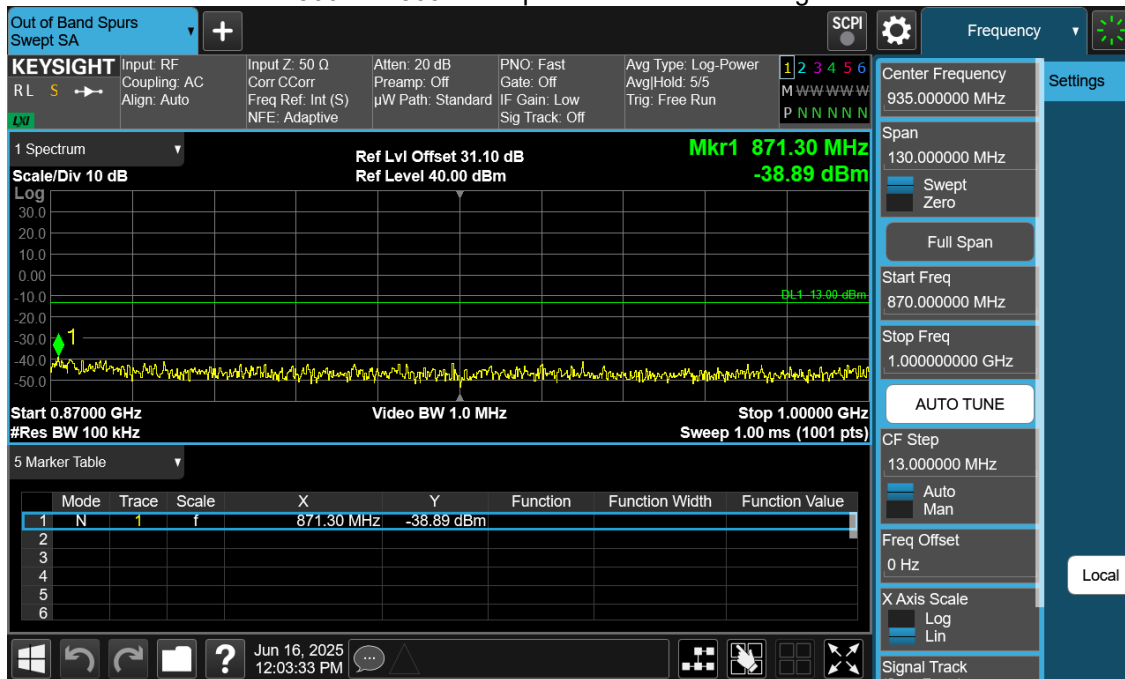 Out of Band Spurs
Swept SA
SCPI
Frequency
KEYSIGHT
RL S
LXI
Input: RF
Coupling: AC
Align: Auto
Input Z: 50 Ω
Corr CCorr
Freq Ref: Int (S)
NFE: Adaptive
Atten: 20 dB
Preamp: Off
µW Path: Standard
PNO: Fast
Gate: Off
IF Gain: Low
Sig Track: Off
Avg Type: Log-Power
Avg|Hold: 5/5
Trig: Free Run
1 2 3 4 5 6
M W W W W W
P N N N N N
1 Spectrum
Scale/Div 10 dB
Ref Lvl Offset 31.10 dB
Ref Level 40.00 dBm
Mkr1 871.30 MHz
-38.89 dBm
Log
30.0
20.0
10.0
0.00
-10.0
-20.0
-30.0
-40.0
-50.0
DL1 -13.00 dBm
1
Start 0.87000 GHz
#Res BW 100 kHz
Video BW 1.0 MHz
Stop 1.00000 GHz
Sweep 1.00 ms (1001 pts)
5 Marker Table
Mode Trace Scale X Y Function Function Width Function Value
1 N 1 f 871.30 MHz -38.89 dBm
2
3
4
5
6
Jun 16, 2025
12:03:33 PM
?
Center Frequency
935.000000 MHz
Settings
Span
130.000000 MHz
Swept
Zero
Full Span
Start Freq
870.000000 MHz
Stop Freq
1.000000000 GHz
AUTO TUNE
CF Step
13.000000 MHz
Auto
Man
Freq Offset
0 Hz
Local
X Axis Scale
Log
Lin
Signal Track